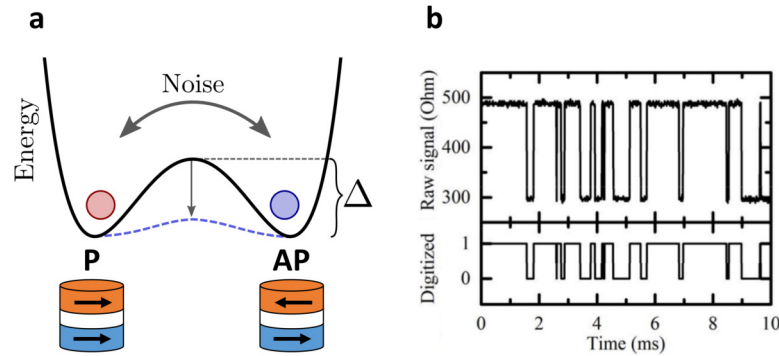 a
Noise
Energy
Δ
P
AP
b
Raw signal (Ohm)
500
400
300
Digitized
1
0
0
2
4
6
8
10
Time (ms)